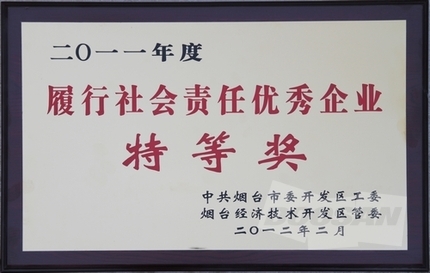 二〇一一年度
履行社会责任优秀企业
特等奖
中共烟台市委开发区工委
烟台经济技术开发区管委
二〇一二年二月